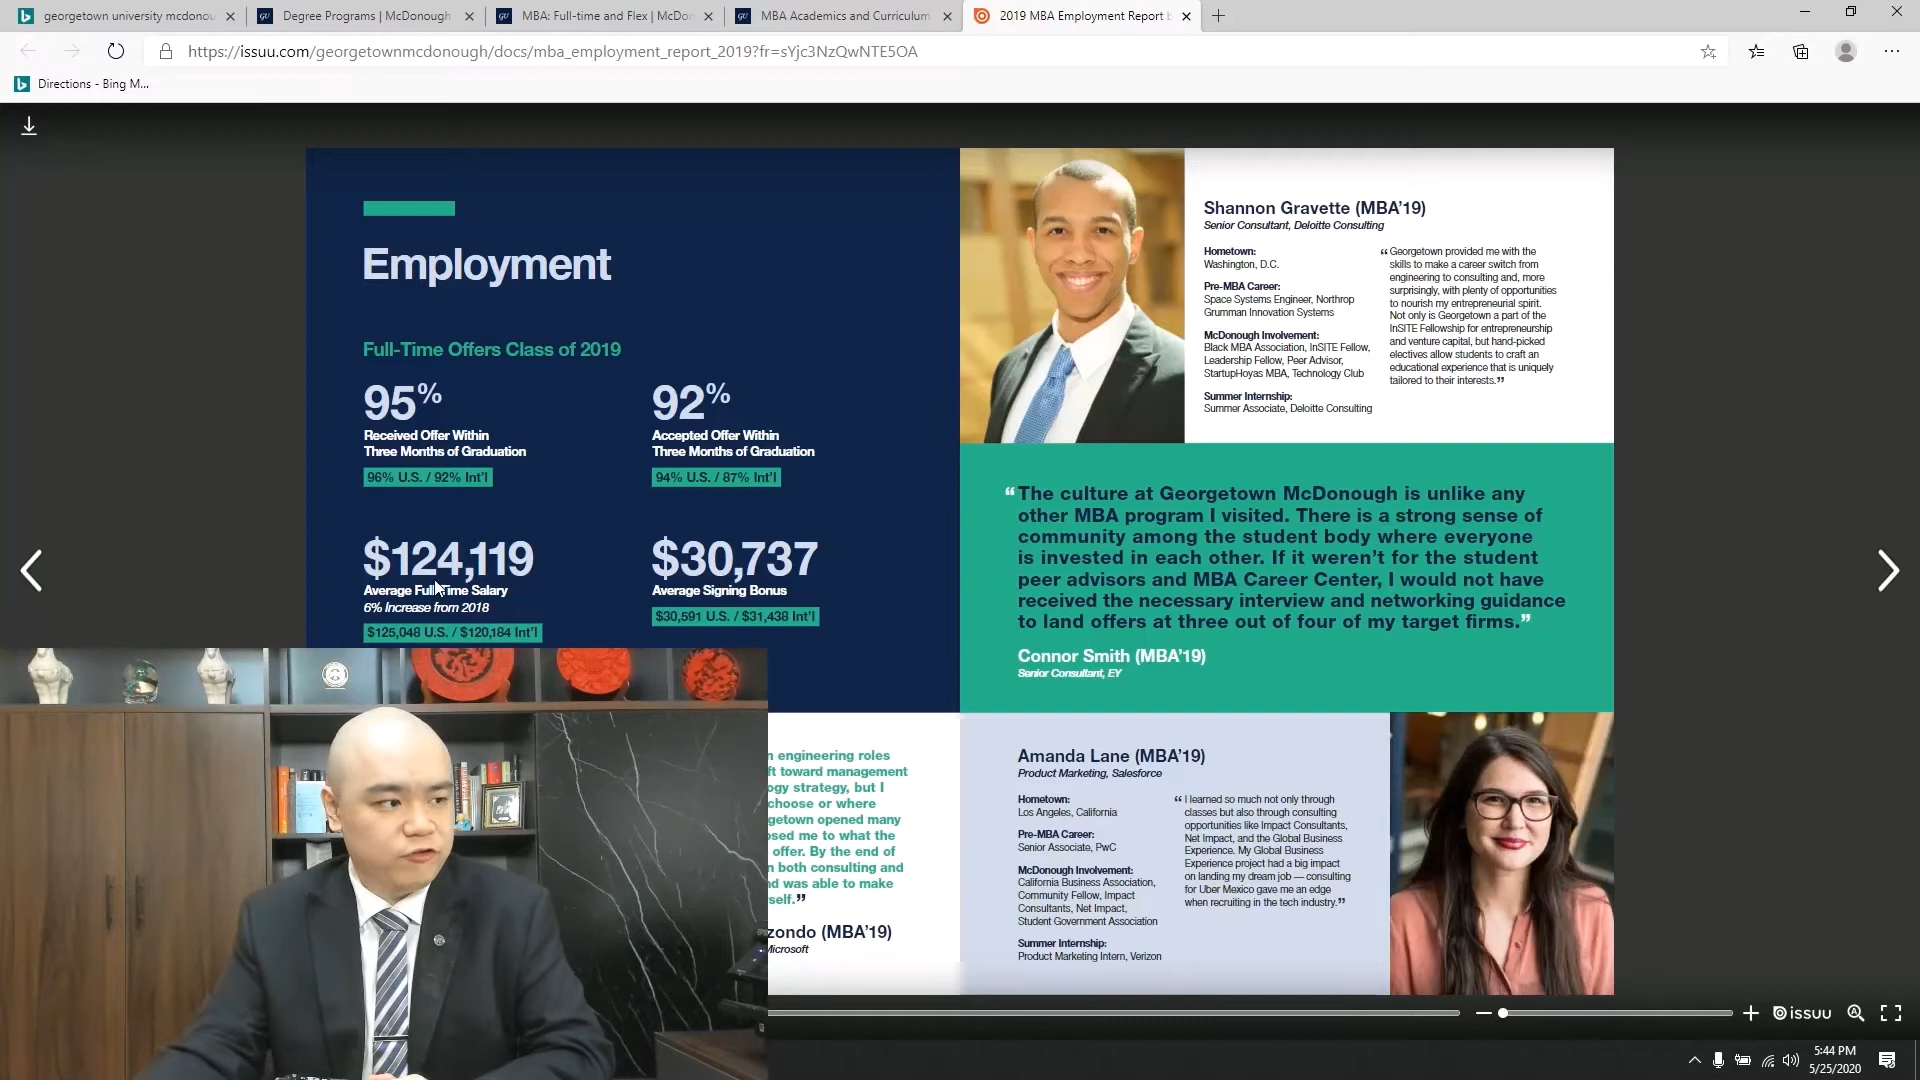 georgetown university mcdonou
Degree Programs | McDonough
MBA: Full-time and Flex | McDon
MBA Academics and Curriculum
2019 MBA Employment Report b
https://issuu.com/georgetownmcdonough/docs/mba_employment_report_2019?fr=sYjc3NzQwNTE5OA
Directions - Bing M...
Employment
Full-Time Offers Class of 2019
95%
Received Offer Within
Three Months of Graduation
96% U.S. / 92% Int'l
92%
Accepted Offer Within
Three Months of Graduation
94% U.S. / 87% Int'l
$124,119
Average Full-Time Salary
6% Increase from 2018
$125,048 U.S. / $120,184 Int'l
$30,737
Average Signing Bonus
$30,591 U.S. / $31,438 Int'l
n engineering roles
ft toward management
ogy strategy, but I
choose or where
rgetown opened many
osed me to what the
offer. By the end of
n both consulting and
nd was able to make
self.”
zondo (MBA’19)
Microsoft
Shannon Gravette (MBA’19)
Senior Consultant, Deloitte Consulting
Hometown:
Washington, D.C.
Pre-MBA Career:
Space Systems Engineer, Northrop
Grumman Innovation Systems
McDonough Involvement:
Black MBA Association, InSITE Fellow,
Leadership Fellow, Peer Advisor,
StartupHoyas MBA, Technology Club
Summer Internship:
Summer Associate, Deloitte Consulting
“Georgetown provided me with the
skills to make a career switch from
engineering to consulting and, more
surprisingly, with plenty of opportunities
to nourish my entrepreneurial spirit.
Not only is Georgetown a part of the
InSITE Fellowship for entrepreneurship
and venture capital, but hand-picked
electives allow students to craft an
educational experience that is uniquely
tailored to their interests.”
“The culture at Georgetown McDonough is unlike any
other MBA program I visited. There is a strong sense of
community among the student body where everyone
is invested in each other. If it weren’t for the student
peer advisors and MBA Career Center, I would not have
received the necessary interview and networking guidance
to land offers at three out of four of my target firms.”
Connor Smith (MBA’19)
Senior Consultant, EY
Amanda Lane (MBA’19)
Product Marketing, Salesforce
Hometown:
Los Angeles, California
Pre-MBA Career:
Senior Associate, PwC
McDonough Involvement:
California Business Association,
Community Fellow, Impact
Consultants, Net Impact,
Student Government Association
Summer Internship:
Product Marketing Intern, Verizon
“I learned so much not only through
classes but also through consulting
opportunities like Impact Consultants,
Net Impact, and the Global Business
Experience. My Global Business
Experience project had a big impact
on landing my dream job — consulting
for Uber Mexico gave me an edge
when recruiting in the tech industry.”
issuu
5:44 PM
5/25/2020